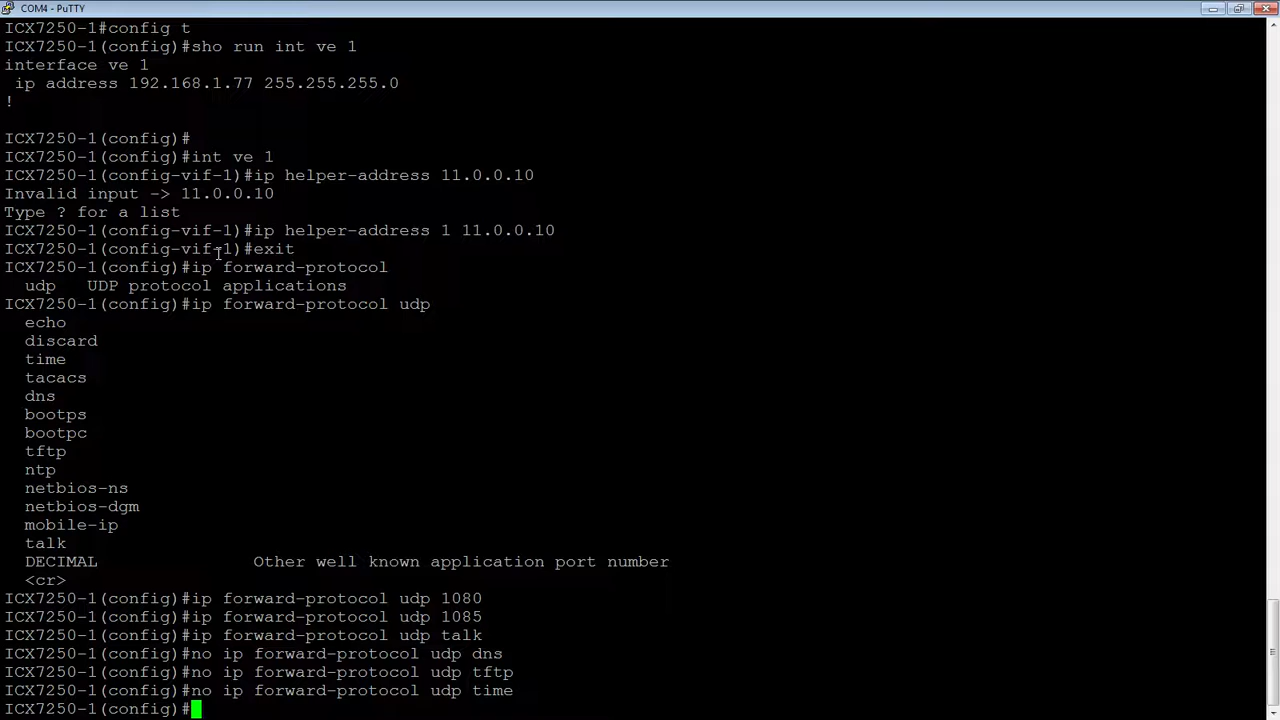 COM4 - PuTTY
ICX7250-1#config t
ICX7250-1(config)#sho run int ve 1
interface ve 1
 ip address 192.168.1.77 255.255.255.0
!
ICX7250-1(config)#
ICX7250-1(config)#int ve 1
ICX7250-1(config-vif-1)#ip helper-address 11.0.0.10
Invalid input -> 11.0.0.10
Type ? for a list
ICX7250-1(config-vif-1)#ip helper-address 1 11.0.0.10
ICX7250-1(config-vif-1)#exit
ICX7250-1(config)#ip forward-protocol
  udp   UDP protocol applications
ICX7250-1(config)#ip forward-protocol udp
  echo
  discard
  time
  tacacs
  dns
  bootps
  bootpc
  tftp
  ntp
  netbios-ns
  netbios-dgm
  mobile-ip
  talk
  DECIMAL               Other well known application port number
  <cr>
ICX7250-1(config)#ip forward-protocol udp 1080
ICX7250-1(config)#ip forward-protocol udp 1085
ICX7250-1(config)#ip forward-protocol udp talk
ICX7250-1(config)#no ip forward-protocol udp dns
ICX7250-1(config)#no ip forward-protocol udp tftp
ICX7250-1(config)#no ip forward-protocol udp time
ICX7250-1(config)#